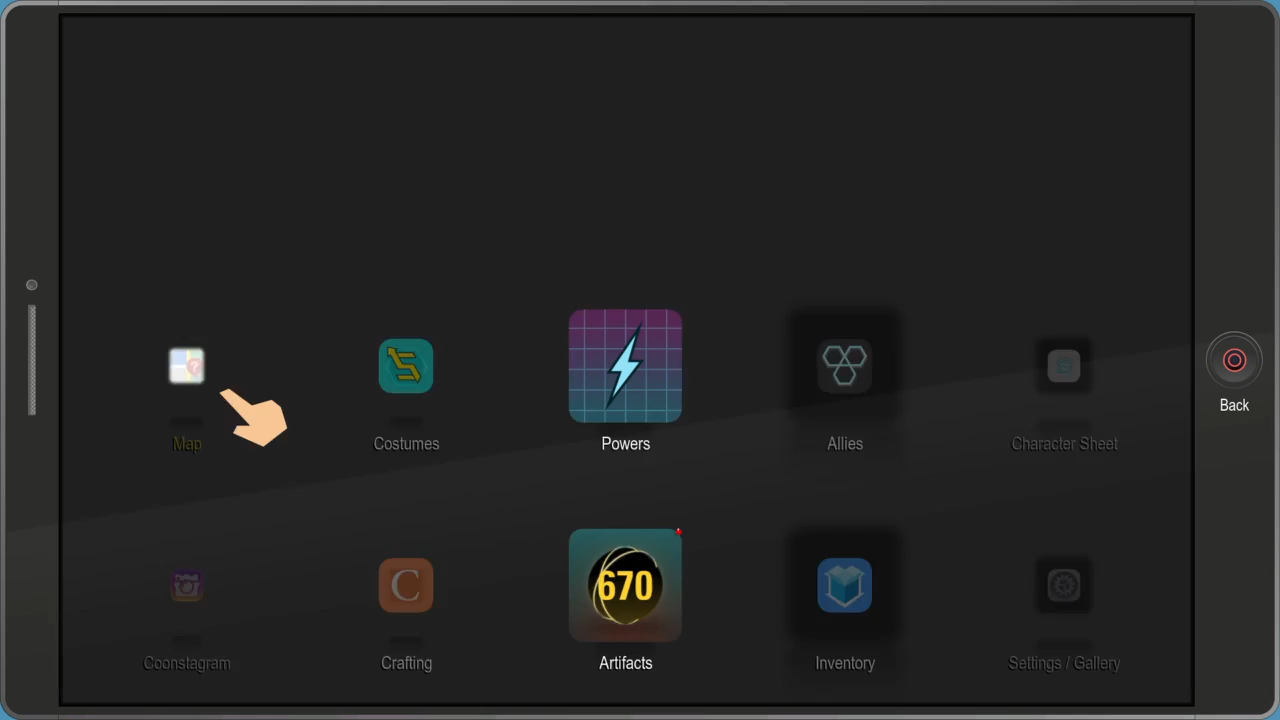 Map
Costumes
Powers
Allies
Character Sheet
Back
670
C
Coonstagram
Crafting
Artifacts
Inventory
Settings / Gallery